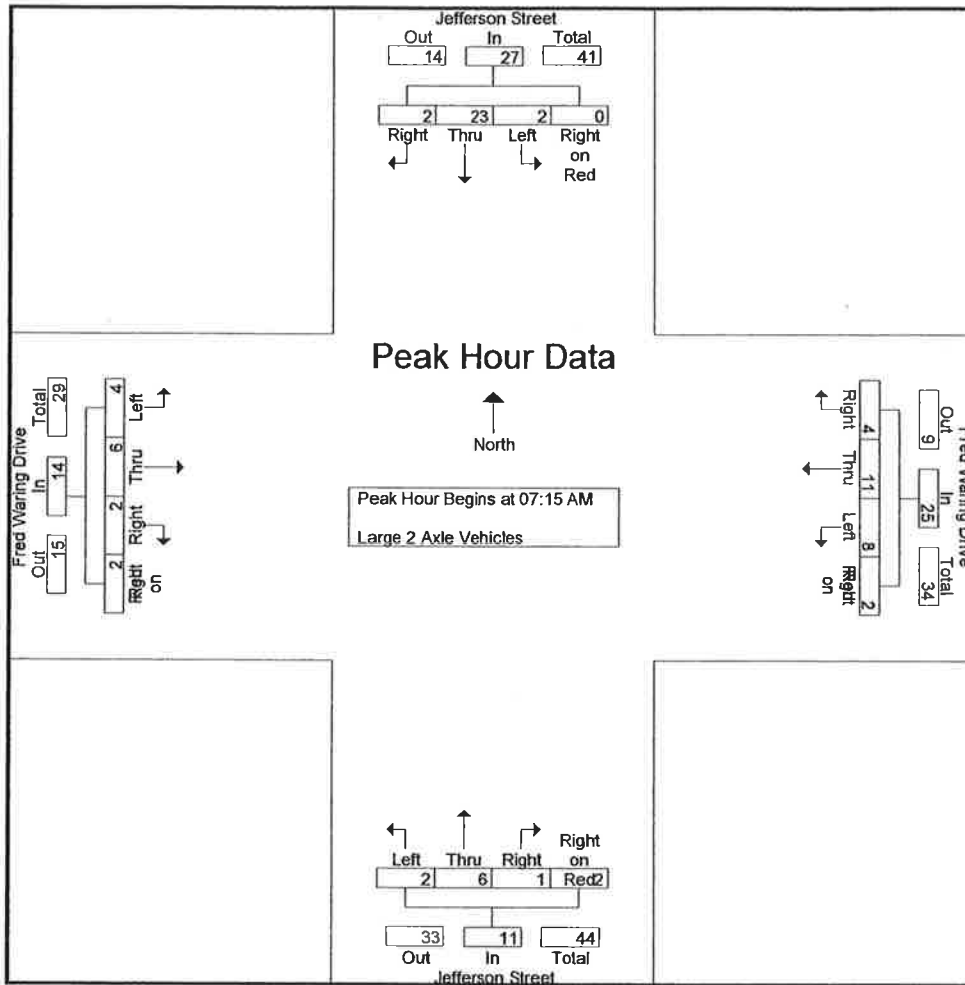 Jefferson Street
Out In Total
14 27 41
2 23 2 0
Right Thru Left Right on Red
Peak Hour Data
North
Peak Hour Begins at 07:15 AM
Large 2 Axle Vehicles
Fred Waring Drive
Total In Out
29 14 15
4 6 2 2
Left Thru Right
on
Fred Waring Drive
Out In Total
9 25 34
4 11 8 2
Right Thru Left
on
Left Thru Right Right on
2 6 1 Red2
33 11 44
Out In Total
Jefferson Street